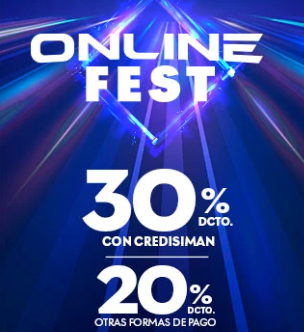 ONLINE
FEST
30%
DCTO.
CON CREDISIMAN
20%
DCTO.
OTRAS FORMAS DE PAGO